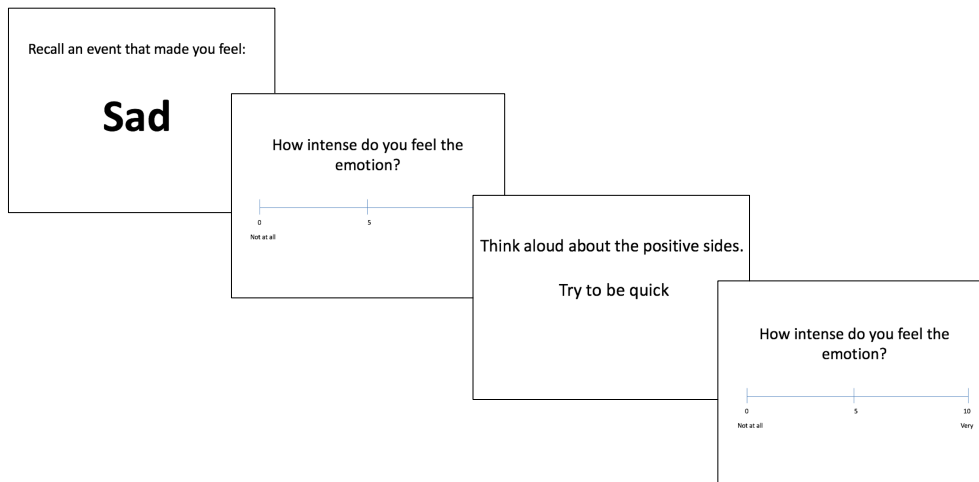 Recall an event that made you feel:
Sad
How intense do you feel the
emotion?
0
5
Not at all
Think aloud about the positive sides.
Try to be quick
How intense do you feel the
emotion?
0
5
10
Not at all
Very